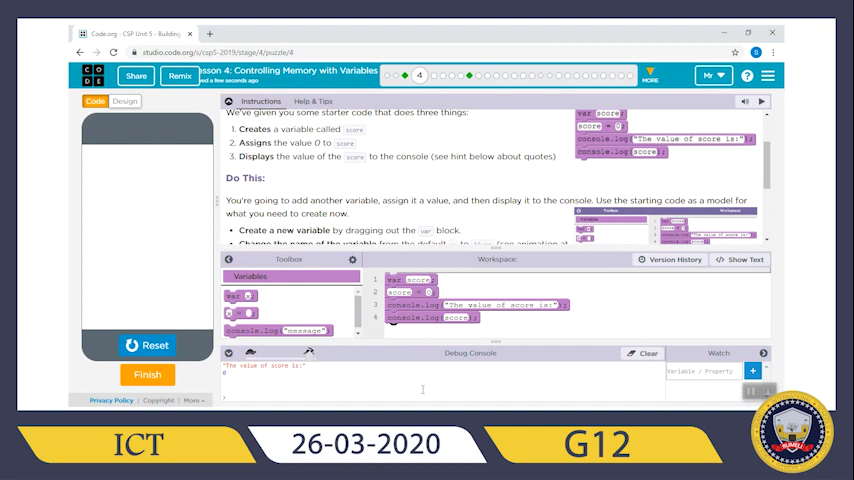 Code.org - CSP Unit 5 - Building
studio.code.org/s/csp5-2019/stage/4/puzzle/4
CODE
Share
Remix
esson 4: Controlling Memory with Variables
ed a few seconds ago
4
MORE
Mr
?
Code
Design
Instructions
Help & Tips
We've given you some starter code that does three things:
1. Creates a variable called score
2. Assigns the value 0 to score
3. Displays the value of the score to the console (see hint below about quotes)
var score;
score = 0;
console.log("The value of score is:");
console.log(score);
Do This:
You're going to add another variable, assign it a value, and then display it to the console. Use the starting code as a model for
what you need to create now.
• Create a new variable by dragging out the var block.
Toolbox
Workspace:
Version History
</> Show Text
Variables
var x;
x = ;
console.log("message")
1 var score;
2 score = 0;
3 console.log("The value of score is:");
4 console.log(score);
Reset
Finish
Debug Console
Clear
Watch
"The value of score is:"
0
>
Variable / Property
+
Privacy Policy | Copyright | More
ICT
26-03-2020
G12